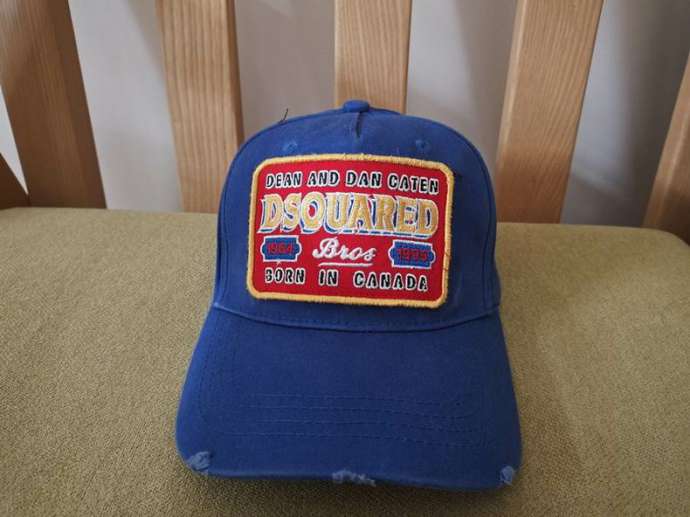 DEAN AND DAN CATEN
DSQUARED
1964 Bros 1995
BORN IN CANADA